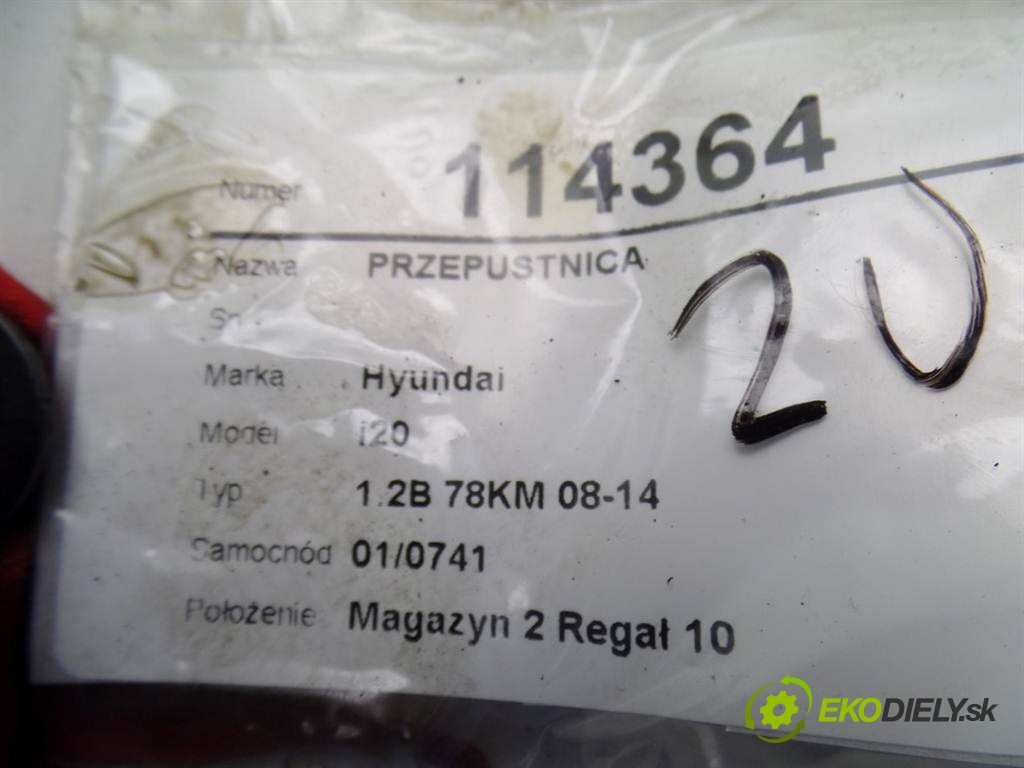 Numer 114364
Nazwa PRZEPUSTNICA
Marka Hyundai
Model i20
Typ 1.2B 78KM 08-14
Samochód 01/0741
Położenie Magazyn 2 Regał 10
EKODIELY.sk